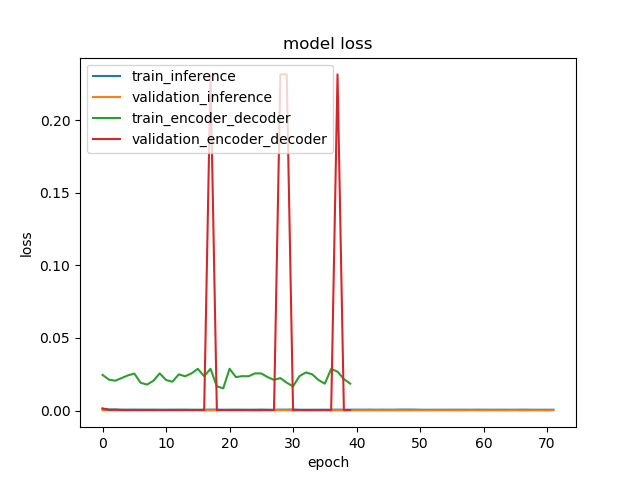 model loss
train_inference
validation_inference
train_encoder_decoder
validation_encoder_decoder
0.20
0.15
0.10
0.05
0.00
loss
0 10 20 30 40 50 60 70
epoch